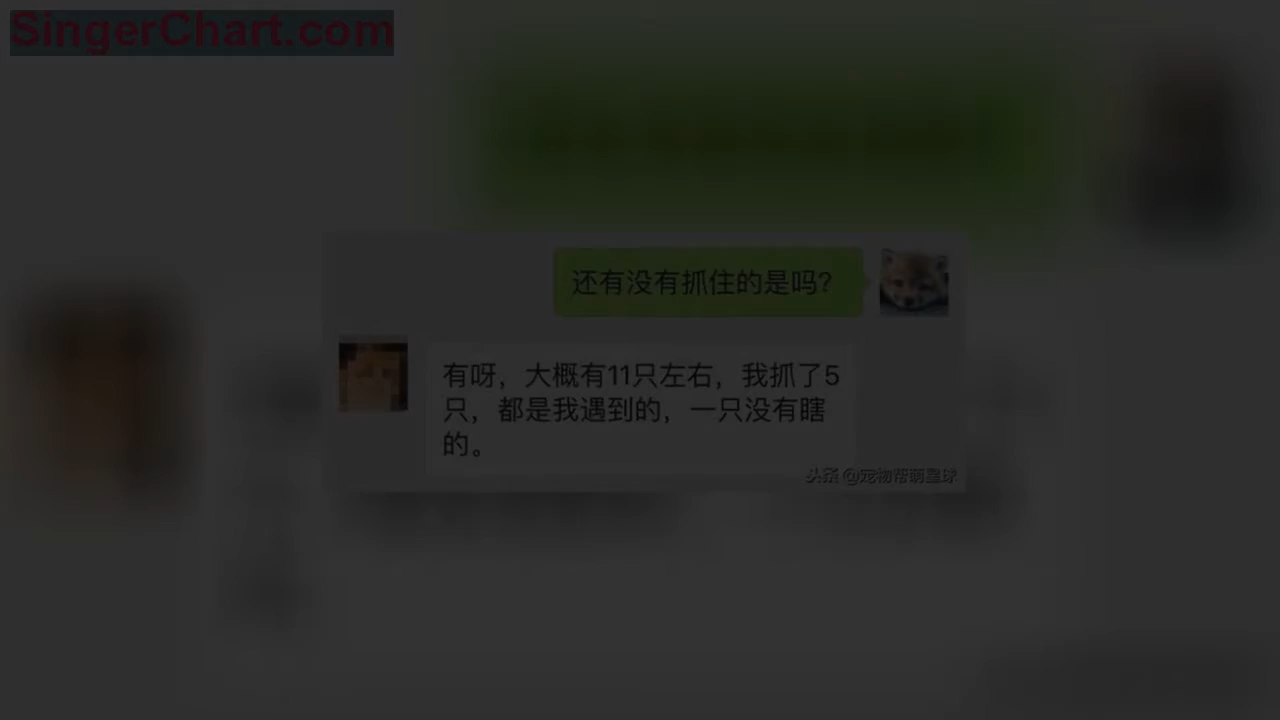 SingerChart.com
还有没有抓住的是吗？
有呀，大概有11只左右，我抓了5
只，都是我遇到的，一只没有瞎
的。
头条 @宠物帮萌星球